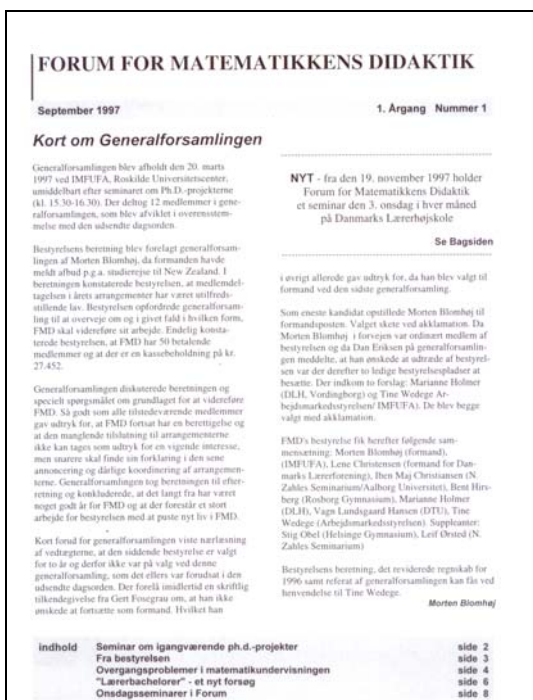 FORUM FOR MATEMATIKKENS DIDAKTIK
September 1997
1. Årgang Nummer 1
Kort om Generalforsamlingen
Generalforsamlingen blev afholdt den 20. marts
1997 ved IMFUFA, Roskilde Universitetscenter,
umiddelbart efter seminaret om Ph.D.-projekterne
(kl. 15.30-16.30). Der deltog 12 medlemmer i gene-
ralforsamlingen, som blev afviklet i overensstem-
melse med den udsendte dagsorden.
Bestyrelsens beretning blev forelagt generalforsam-
lingen af Morten Blomhøj, da formanden havde
meldt afbud p.g.a. studierejse til New Zealand. I
beretningen konstaterede bestyrelsen, at medlemdel-
tagelsen i årets arrangementer har været utilfreds-
stillende lav. Bestyrelsen opfordrede generalforsam-
ling til at overveje om og i givet fald i hvilken form,
FMD skal videreføre sit arbejde. Endelig konsta-
terede bestyrelsen, at FMD har 50 betalende
medlemmer og at der er en kassebeholdning på kr.
27.452.
Generalforsamlingen diskuterede beretningen og
specielt spørgsmålet om grundlaget for at videreføre
FMD. Så godt som alle tilstedeværende medlemmer
gav udtryk for, at FMD fortsat har en berettigelse og
at den manglende tilslutning til arrangementerne
ikke kan tages som udtryk for en vigende interesse,
men snarere skal finde sin forklaring i den sene
annoncering og dårlige koordinering af arrangemen-
terne. Generalforsamlingen tog beretningen til efter-
retning og konkluderede, at det langt fra har været
noget godt år for FMD og at der forestår et stort
arbejde for bestyrelsen med at puste nyt liv i FMD.
Kort forud for generalforsamlingen viste nærlæsning
af vedtægterne, at den siddende bestyrelse er valgt
for to år og derfor ikke var på valg ved denne
generalforsamling, som det ellers var forudsat i den
udsendte dagsorden. Der forelå imidlertid en skriftlig
tilkendegivelse fra Gert Fosegrau om, at han ikke
ønskede at fortsætte som formand. Hvilket han
NYT - fra den 19. november 1997 holder
Forum for Matematikkens Didaktik
et seminar den 3. onsdag i hver måned
på Danmarks Lærerhøjskole
Se Bagsiden
i øvrigt allerede gav udtryk for, da han blev valgt til
formand ved den sidste generalforsamling.
Som eneste kandidat opstillede Morten Blomhøj til
formandsposten. Valget skete ved akklamation. Da
Morten Blomhøj i forvejen var ordinært medlem af
bestyrelsen og da Dan Eriksen på generalforsamlin-
gen meddelte, at han ønskede at udtræde af bestyrel-
sen var der derefter to ledige bestyrelsespladser at
besætte. Der indkom to forslag: Marianne Holmer
(DLH, Vordingborg) og Tine Wedege Ar-
bejdsmarkedsstyrelsen/ IMFUFA). De blev begge
valgt med akklamation.
FMD's bestyrelse fik herefter følgende sam-
mensætning: Morten Blomhøj (formand),
(IMFUFA), Lene Christensen (formand for Dan-
marks Lærerforening), Iben Maj Christiansen (N.
Zahles Seminarium/Aalborg Universitet), Bent Hirs-
berg (Rosborg Gymnasium), Marianne Holmer
(DLH), Vagn Lundsgaard Hansen (DTU), Tine
Wedege (Arbejdsmarkedsstyrelsen). Suppleanter:
Stig Obel (Helsinge Gymnasium), Leif Ørsted (N.
Zahles Seminarium)
Bestyrelsens beretning, det reviderede regnskab for
1996 samt referat af generalforsamlingen kan fås ved
henvendelse til Tine Wedege.
Morten Blomhøj
indhold Seminar om igangværende ph.d.-projekter side 2
Fra bestyrelsen side 3
Overgangsproblemer i matematikundervisningen side 4
"Lærerbachelorer" - et nyt forsøg side 6
Onsdagsseminarer i Forum side 8